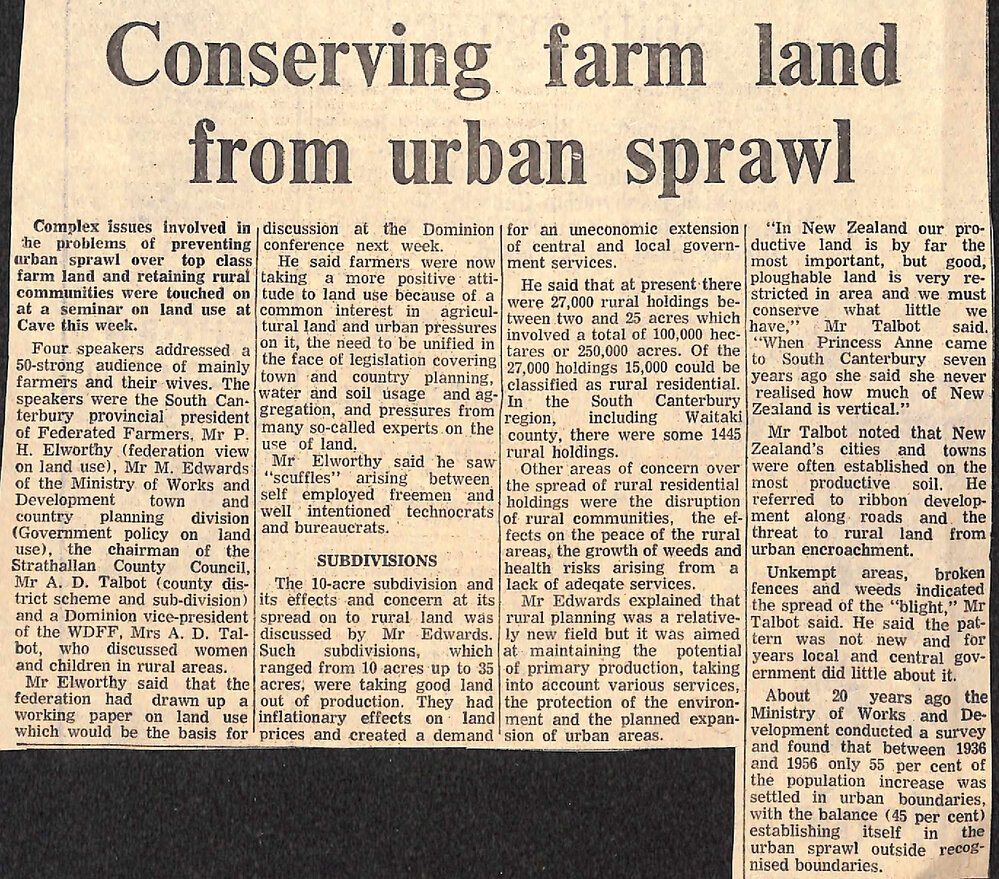 Conserving farm land
from urban sprawl
Complex issues involved in
he problems of preventing
urban sprawl over top class
farm land and retaining rural
communities were touched on
at a seminar on land use at
Cave this week.
Four speakers addressed a
50-strong audience of mainly
farmers and their wives. The
speakers were the South Can-
terbury provincial president
of Federated Farmers, Mr P.
H. Elworthy (federation view
on land use), Mr M. Edwards
of the Ministry of Works and
Development town and
country planning division
(Government policy on land
use), the chairman of the
Strathallan County Council,
Mr A. D. Talbot (county dis-
trict scheme and sub-division)
and a Dominion vice-president
of the WDFF, Mrs A. D. Tal-
bot, who discussed women
and children in rural areas.
Mr Elworthy said that the
federation had drawn up a
working paper on land use
which would be the basis for
discussion at the Dominion
conference next week.
He said farmers were now
taking a more positive atti-
tude to land use because of a
common interest in agricul-
tural land and urban pressures
on it, the need to be unified in
the face of legislation covering
town and country planning,
water and soil usage and ag-
gregation, and pressures from
many so-called experts on the
use of land.
Mr Elworthy said he saw
"scuffles" arising between
self employed freemen and
well intentioned technocrats
and bureaucrats.
SUBDIVISIONS
The 10-acre subdivision and
its effects and concern at its
spread on to rural land was
discussed by Mr Edwards.
Such subdivisions, which
ranged from 10 acres up to 35
acres, were taking good land
out of production. They had
inflationary effects on land
prices and created a demand
for an uneconomic extension
of central and local govern-
ment services.
He said that at present there
were 27,000 rural holdings be-
tween two and 25 acres which
involved a total of 100,000 hec-
tares or 250,000 acres. Of the
27,000 holdings 15,000 could be
classified as rural residential.
In the South Canterbury
region, including Waitaki
county, there were some 1445
rural holdings.
Other areas of concern over
the spread of rural residential
holdings were the disruption
of rural communities, the ef-
fects on the peace of the rural
areas, the growth of weeds and
health risks arising from a
lack of adeqate services.
Mr Edwards explained that
rural planning was a relative-
ly new field but it was aimed
at maintaining the potential
of primary production, taking
into account various services,
the protection of the environ-
ment and the planned expan-
sion of urban areas.
"In New Zealand our pro-
ductive land is by far the
most important, but good,
ploughable land is very re-
stricted in area and we must
conserve what little we
have," Mr Talbot said.
"When Princess Anne came
to South Canterbury seven
years ago she said she never
realised how much of New
Zealand is vertical."
Mr Talbot noted that New
Zealand's cities and towns
were often established on the
most productive soil. He
referred to ribbon develop-
ment along roads and the
threat to rural land from
urban encroachment.
Unkempt areas, broken
fences and weeds indicated
the spread of the "blight," Mr
Talbot said. He said the pat-
tern was not new and for
years local and central gov-
ernment did little about it.
About 20 years ago the
Ministry of Works and De-
velopment conducted a survey
and found that between 1936
and 1956 only 55 per cent of
the population increase was
settled in urban boundaries,
with the balance (45 per cent)
establishing itself in the
urban sprawl outside recog-
nised boundaries.